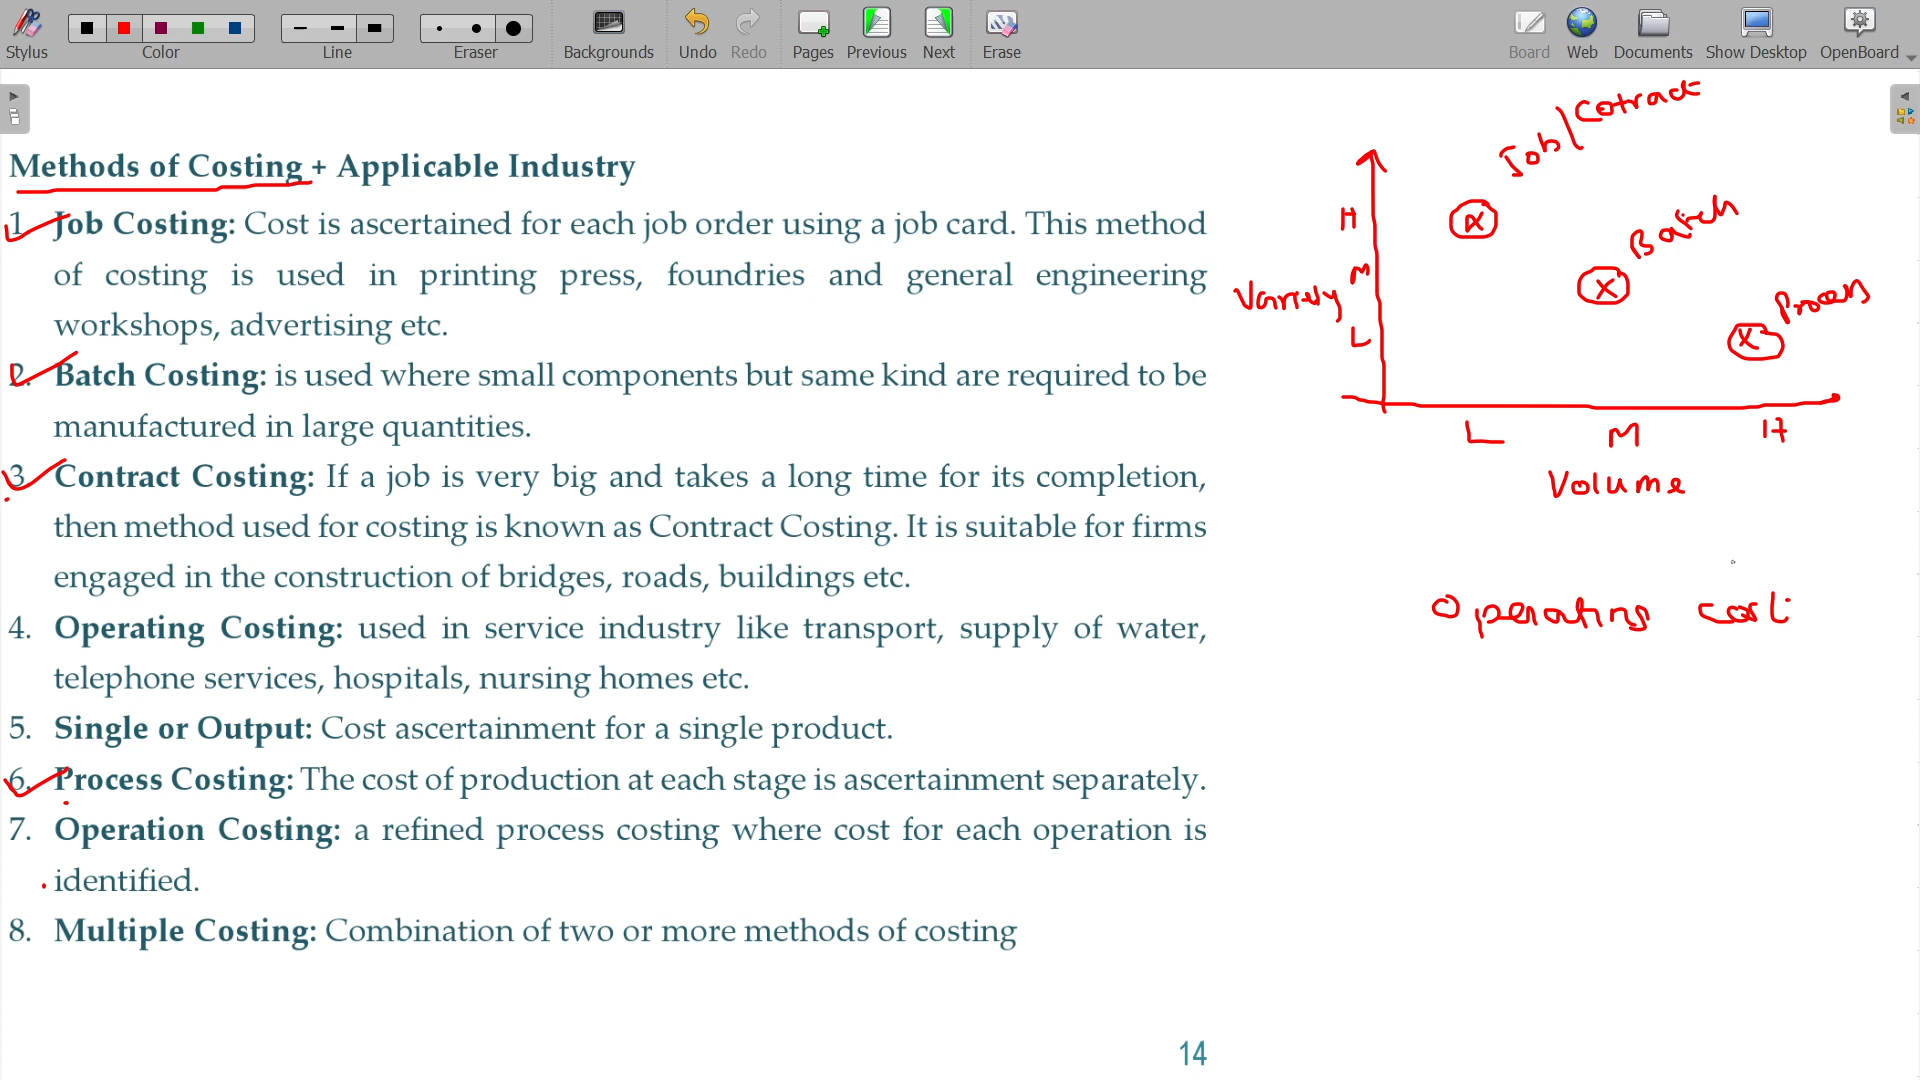 Stylus
Color
Line
Eraser
Backgrounds
Undo
Redo
Pages
Previous
Next
Erase
Board
Web
Documents
Show Desktop
OpenBoard
Methods of Costing + Applicable Industry
1. Job Costing: Cost is ascertained for each job order using a job card. This method
of costing is used in printing press, foundries and general engineering
workshops, advertising etc.
2. Batch Costing: is used where small components but same kind are required to be
manufactured in large quantities.
3. Contract Costing: If a job is very big and takes a long time for its completion,
then method used for costing is known as Contract Costing. It is suitable for firms
engaged in the construction of bridges, roads, buildings etc.
4. Operating Costing: used in service industry like transport, supply of water,
telephone services, hospitals, nursing homes etc.
5. Single or Output: Cost ascertainment for a single product.
6. Process Costing: The cost of production at each stage is ascertainment separately.
7. Operation Costing: a refined process costing where cost for each operation is
identified.
8. Multiple Costing: Combination of two or more methods of costing
14
Job/Cotract
H
x
Batch
M
Variety
x
Process
L
x
L M H
Volume
Operating cost